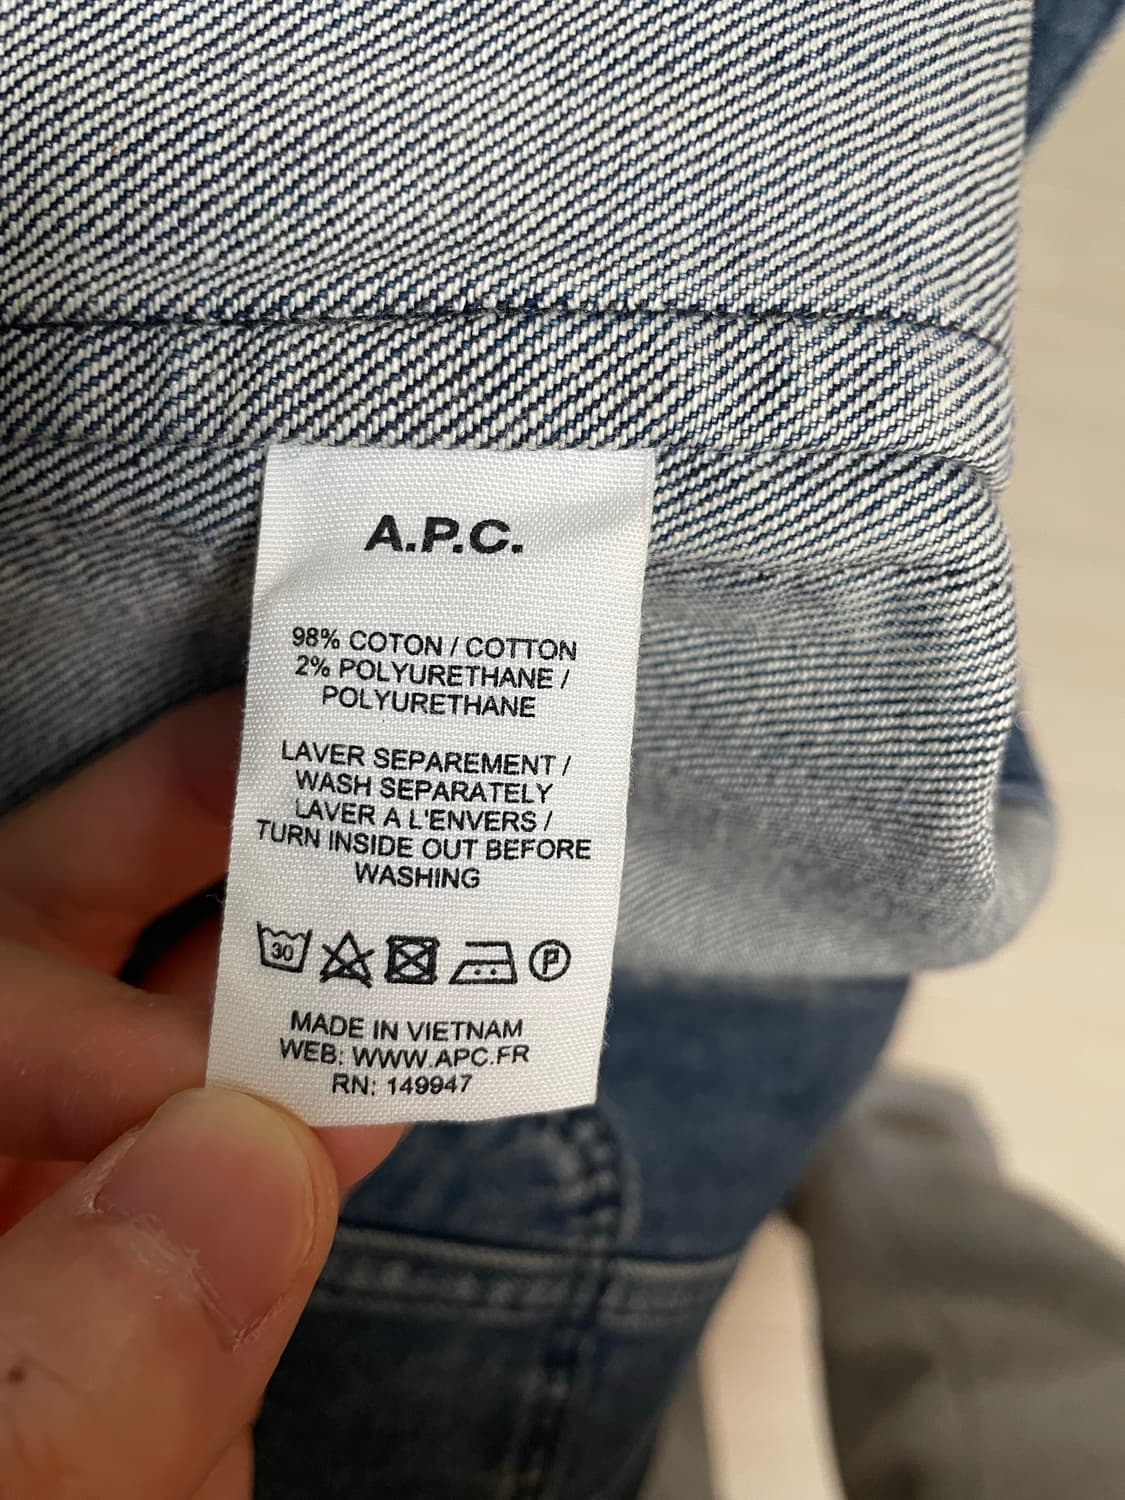 A.P.C.
98% COTON / COTTON
2% POLYURETHANE /
POLYURETHANE
LAVER SEPAREMENT /
WASH SEPARATELY
LAVER A L'ENVERS /
TURN INSIDE OUT BEFORE
WASHING
30 P
MADE IN VIETNAM
WEB: WWW.APC.FR
RN: 149947